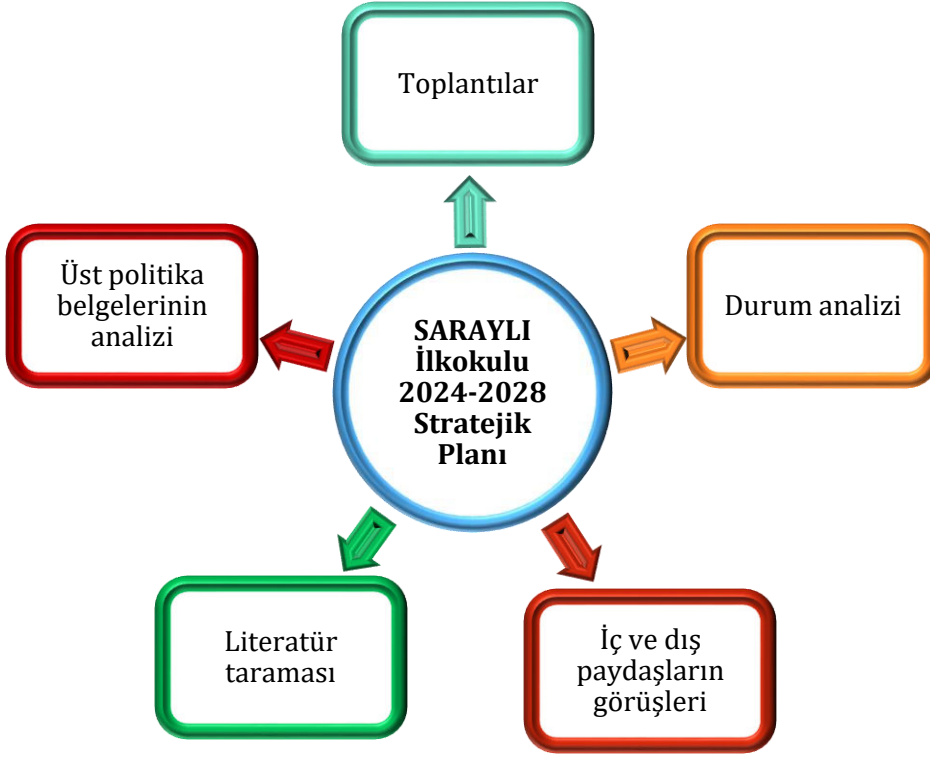 Toplantılar
Üst politika
belgelerinin
analizi
Durum analizi
SARAYLI
İlkokulu
2024-2028
Stratejik
Planı
Literatür
taraması
İç ve dış
paydaşların
görüşleri